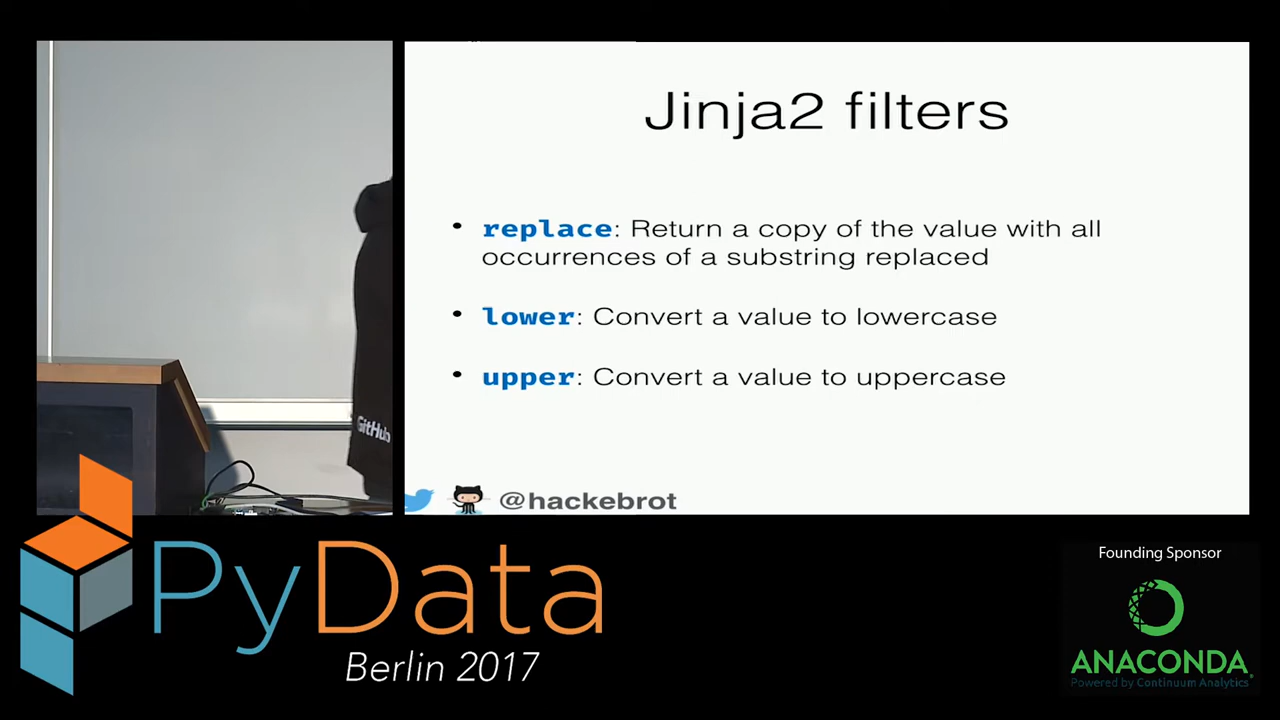 Jinja2 filters
• replace: Return a copy of the value with all
occurrences of a substring replaced
• lower: Convert a value to lowercase
• upper: Convert a value to uppercase
GitHub
@hackebrot
PyData
Berlin 2017
Founding Sponsor
ANACONDA®
Powered by Continuum Analytics